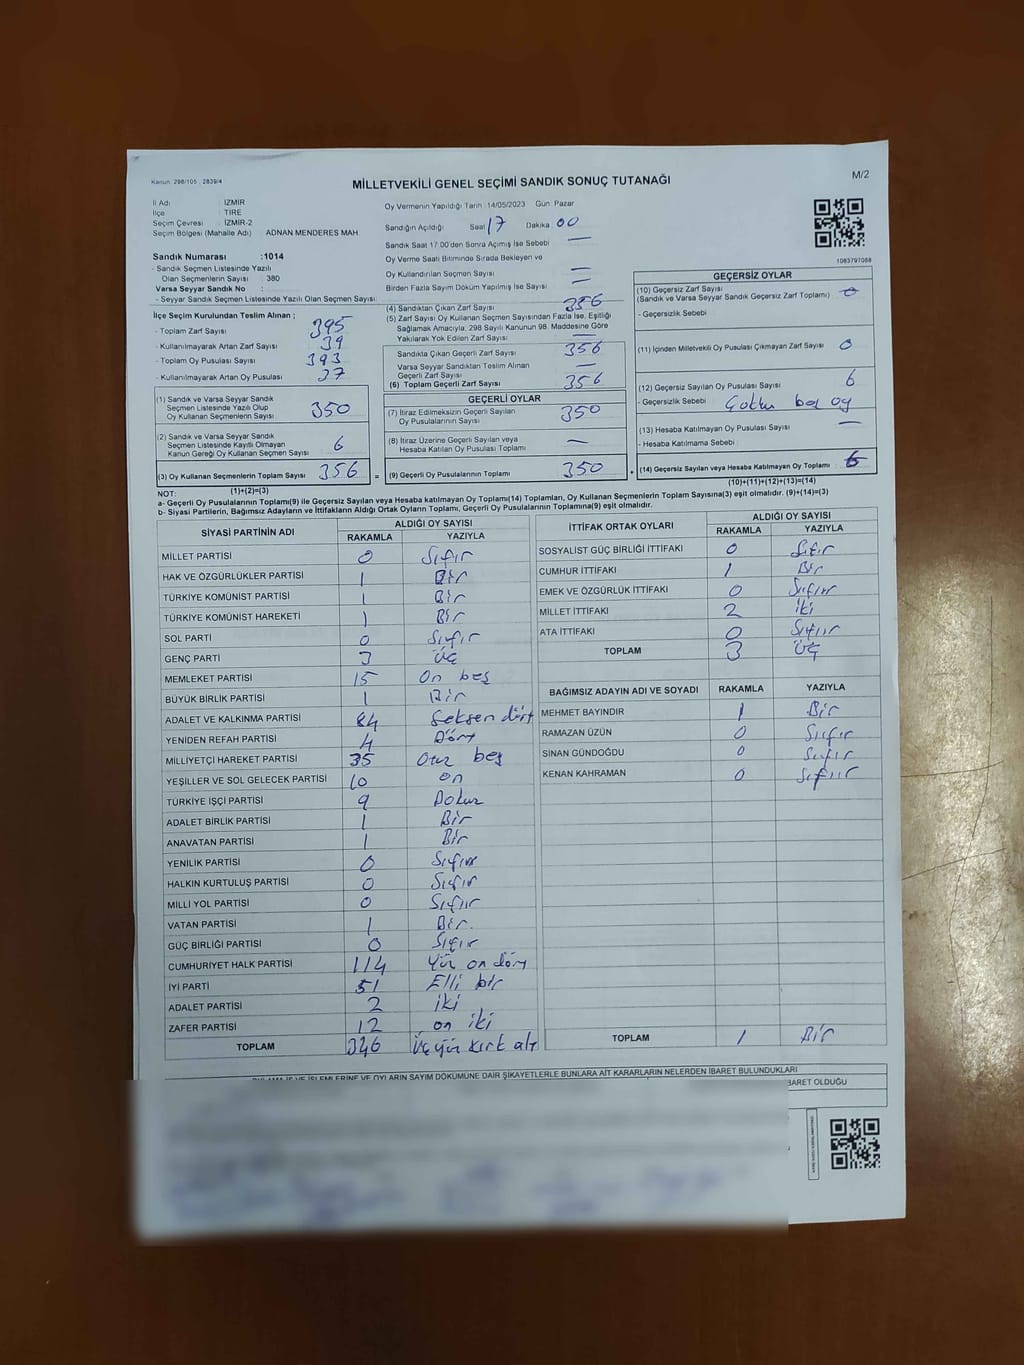 Kanun: 298/105 , 2839/4
MİLLETVEKİLİ GENEL SEÇİMİ SANDIK SONUÇ TUTANAĞI
M/2
İl Adı : İZMİR
İlçe : TİRE
Seçim Çevresi : İZMİR-2
Seçim Bölgesi (Mahalle Adı) : ADNAN MENDERES MAH.
Sandık Numarası :1014
- Sandık Seçmen Listesinde Yazılı
Olan Seçmenlerin Sayısı : 380
Varsa Seyyar Sandık No :
- Seyyar Sandık Seçmen Listesinde Yazılı Olan Seçmen Sayısı:
Oy Vermenin Yapıldığı Tarih :14/05/2023 Gün: Pazar
Sandığın Açıldığı Saat 17 Dakika 00
Sandık Saat 17.00'den Sonra Açımış İse Sebebi —
Oy Verme Saati Bitiminde Sırada Bekleyen ve
Oy Kullandırılan Seçmen Sayısı —
Birden Fazla Sayım Döküm Yapılmış İse Sayısı —
1083797088
İlçe Seçim Kurulundan Teslim Alınan ;
- Toplam Zarf Sayısı 395
- Kullanılmayarak Artan Zarf Sayısı : 39
- Toplam Oy Pusulası Sayısı 393
- Kullanılmayarak Artan Oy Pusulası 37
(1) Sandık ve Varsa Seyyar Sandık
Seçmen Listesinde Yazılı Olup
Oy Kullanan Seçmenlerin Sayısı : 350
(2) Sandık ve Varsa Seyyar Sandık
Seçmen Listesinde Kayıtlı Olmayan
Kanun Gereği Oy Kullanan Seçmen Sayısı 6
(3) Oy Kullanan Seçmenlerin Toplam Sayısı 356 =
(1)+(2)=(3)
(4) Sandıktan Çıkan Zarf Sayısı 356
(5) Zarf Sayısı Oy Kullanan Seçmen Sayısından Fazla İse, Eşitliği
Sağlamak Amacıyla, 298 Sayılı Kanunun 98. Maddesine Göre
Yakılarak Yok Edilen Zarf Sayısı —
Sandıkta Çıkan Geçerli Zarf Sayısı 356
Varsa Seyyar Sandıktan Teslim Alınan
Geçerli Zarf Sayısı —
(6) Toplam Geçerli Zarf Sayısı 356
GEÇERLİ OYLAR
(7) İtiraz Edilmeksizin Geçerli Sayılan
Oy Pusulalarının Sayısı 350
(8) İtiraz Üzerine Geçerli Sayılan veya
Hesaba Katılan Oy Pusulası Toplamı —
(9) Geçerli Oy Pusulalarının Toplamı 350 +
GEÇERSİZ OYLAR
(10) Geçersiz Zarf Sayısı
(Sandık ve Varsa Seyyar Sandık Geçersiz Zarf Toplamı) : 0
- Geçersizlik Sebebi
(11) İçinden Milletvekili Oy Pusulası Çıkmayan Zarf Sayısı : 0
(12) Geçersiz Sayılan Oy Pusulası Sayısı : 6
- Geçersizlik Sebebi : boş oy
(13) Hesaba Katılmayan Oy Pusulası Sayısı : —
- Hesaba Katılmama Sebebi :
(14) Geçersiz Sayılan veya Hesaba Katılmayan Oy Toplamı : 6
(10)+(11)+(12)+(13)=(14)
NOT:
a- Geçerli Oy Pusulalarının Toplamı(9) ile Geçersiz Sayılan veya Hesaba katılmayan Oy Toplamı(14) Toplamları, Oy Kullanan Seçmenlerin Toplam Sayısına(3) eşit olmalıdır. (9)+(14)=(3)
b- Siyasi Partilerin, Bağımsız Adayların ve İttifakların Aldığı Ortak Oyların Toplamı, Geçerli Oy Pusulalarının Toplamına(9) eşit olmalıdır.
SİYASİ PARTİNİN ADI ALDIĞI OY SAYISI
RAKAMLA YAZIYLA
MİLLET PARTİSİ 0 Sıfır
HAK VE ÖZGÜRLÜKLER PARTİSİ 1 Bir
TÜRKİYE KOMÜNİST PARTİSİ 1 Bir
TÜRKİYE KOMÜNİST HAREKETİ 1 Bir
SOL PARTİ 0 Sıfır
GENÇ PARTİ 3 Üç
MEMLEKET PARTİSİ 15 On beş
BÜYÜK BİRLİK PARTİSİ 1 Bir
ADALET VE KALKINMA PARTİSİ 84 Seksen dört
YENİDEN REFAH PARTİSİ 4 Dört
MİLLİYETÇİ HAREKET PARTİSİ 35 Otuz beş
YEŞİLLER VE SOL GELECEK PARTİSİ 10 on
TÜRKİYE İŞÇİ PARTİSİ 9 Dokuz
ADALET BİRLİK PARTİSİ 1 Bir
ANAVATAN PARTİSİ 1 Bir
YENİLİK PARTİSİ 0 Sıfır
HALKIN KURTULUŞ PARTİSİ 0 Sıfır
MİLLİ YOL PARTİSİ 0 Sıfır
VATAN PARTİSİ 1 Bir.
GÜÇ BİRLİĞİ PARTİSİ 0 Sıfır
CUMHURİYET HALK PARTİSİ 114 Yüz on dört
İYİ PARTİ 51 Elli bir
ADALET PARTİSİ 2 iki
ZAFER PARTİSİ 12 on iki
TOPLAM 346 Üçyüz kırk altı
İTTİFAK ORTAK OYLARI ALDIĞI OY SAYISI
RAKAMLA YAZIYLA
SOSYALİST GÜÇ BİRLİĞİ İTTİFAKI 0 Sıfır
CUMHUR İTTİFAKI 1 Bir
EMEK VE ÖZGÜRLÜK İTTİFAKI 0 Sıfır
MİLLET İTTİFAKI 2 iki
ATA İTTİFAKI 0 Sıfır
TOPLAM 3 Üç
BAĞIMSIZ ADAYIN ADI VE SOYADI RAKAMLA YAZIYLA
MEHMET BAYINDIR 1 Bir
RAMAZAN ÜZÜN 0 Sıfır
SİNAN GÜNDOĞDU 0 Sıfır
KENAN KAHRAMAN 0 Sıfır
TOPLAM 1 Bir
İŞ VE İŞLEMLERİNE VE OYLARIN SAYIM DÖKÜMÜNE DAİR ŞİKAYETLERLE BUNLARA AİT KARARLARIN NELERDEN İBARET BULUNDUKLARI
İBARET OLDUĞU